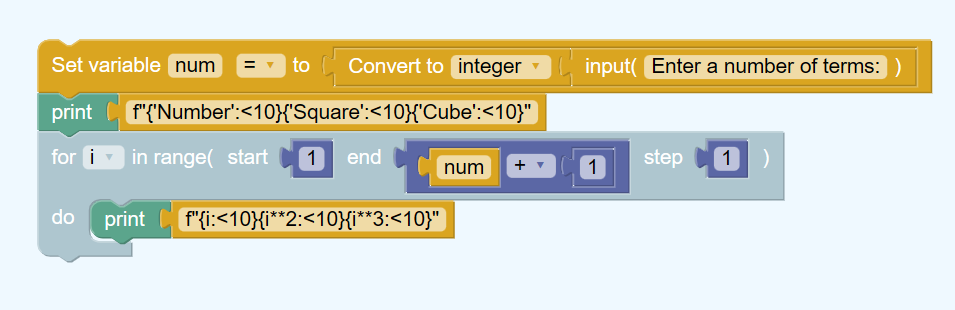 Set variable num = to Convert to integer input( Enter a number of terms: )
print f"{'Number':<10}{'Square':<10}{'Cube':<10}"
for i in range( start 1 end num + 1 step 1 )
do print f"{i:<10}{i**2:<10}{i**3:<10}"